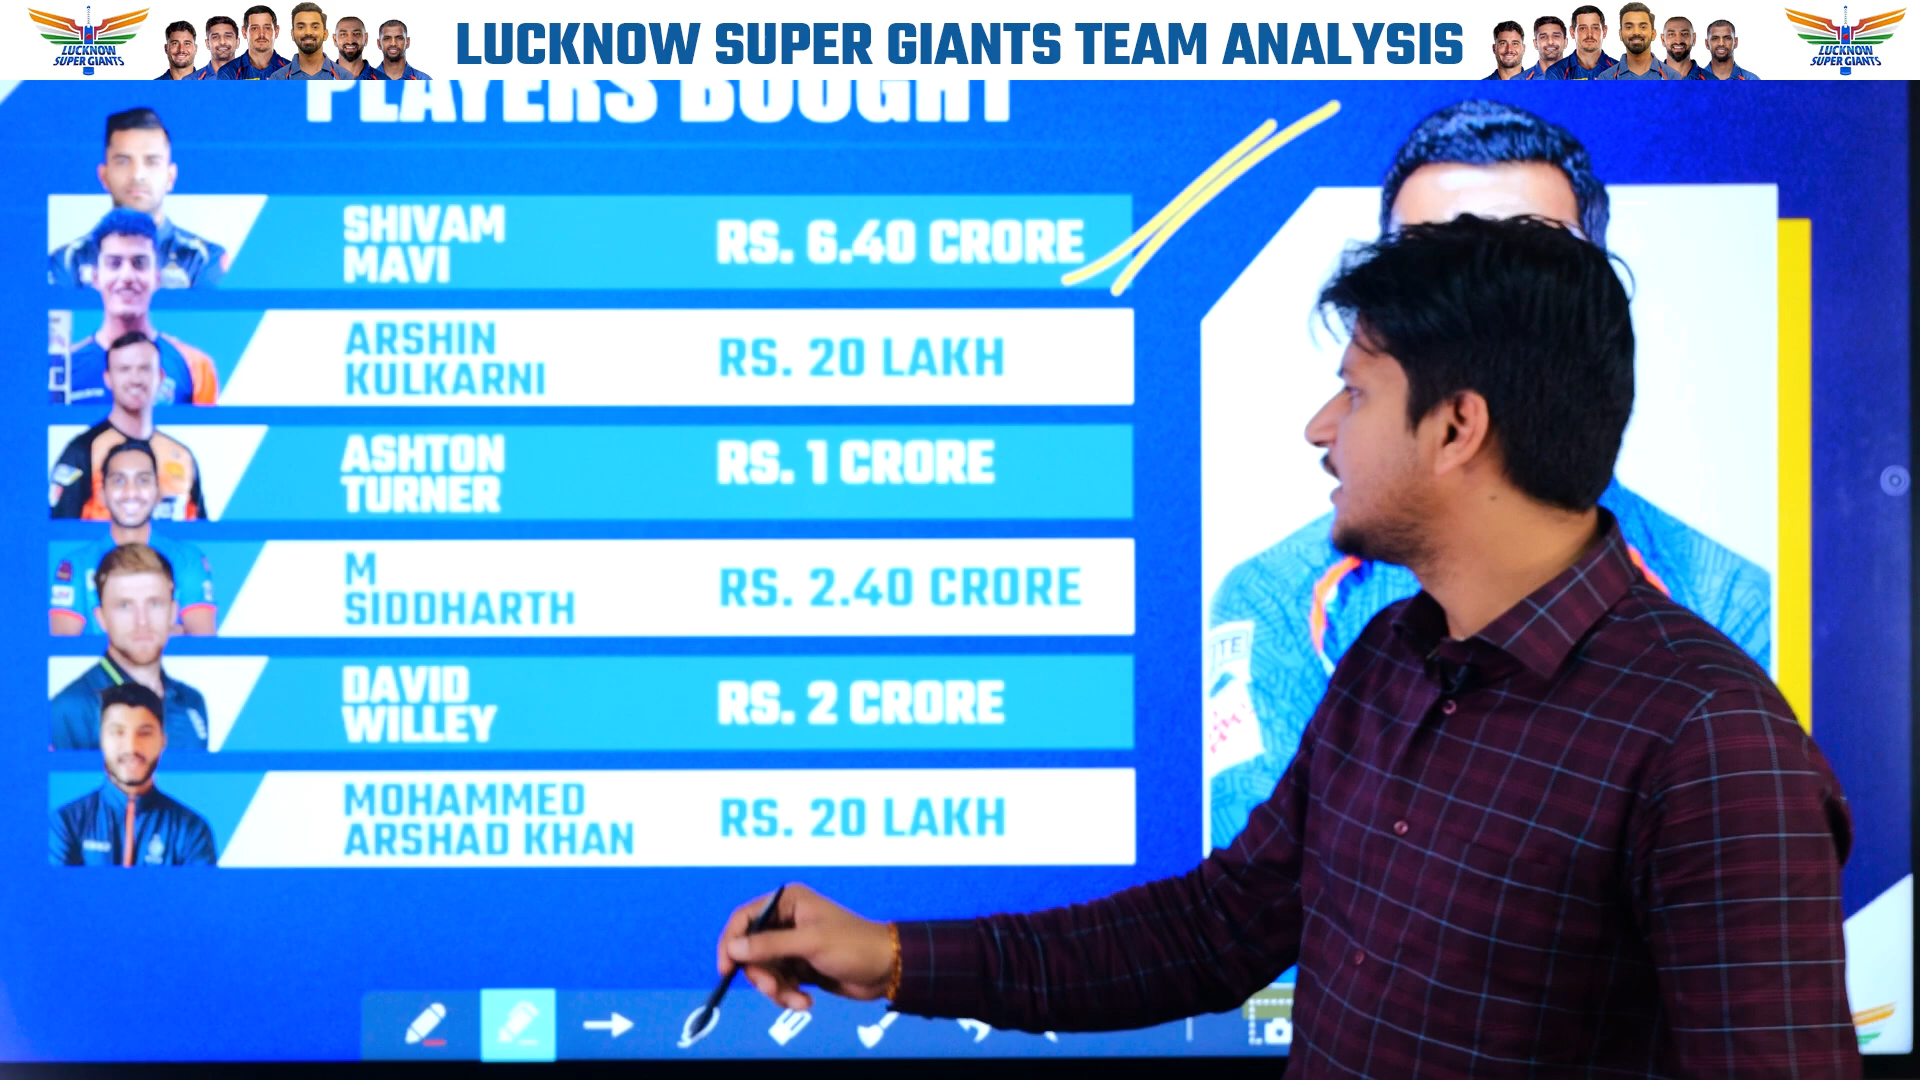 LUCKNOW
SUPER GIANTS
LUCKNOW SUPER GIANTS TEAM ANALYSIS
LUCKNOW
SUPER GIANTS
PLAYERS BOUGHT
SHIVAM
MAVI
RS. 6.40 CRORE
ARSHIN
KULKARNI
RS. 20 LAKH
ASHTON
TURNER
RS. 1 CRORE
M
SIDDHARTH
RS. 2.40 CRORE
DAVID
WILLEY
RS. 2 CRORE
MOHAMMED
ARSHAD KHAN
RS. 20 LAKH